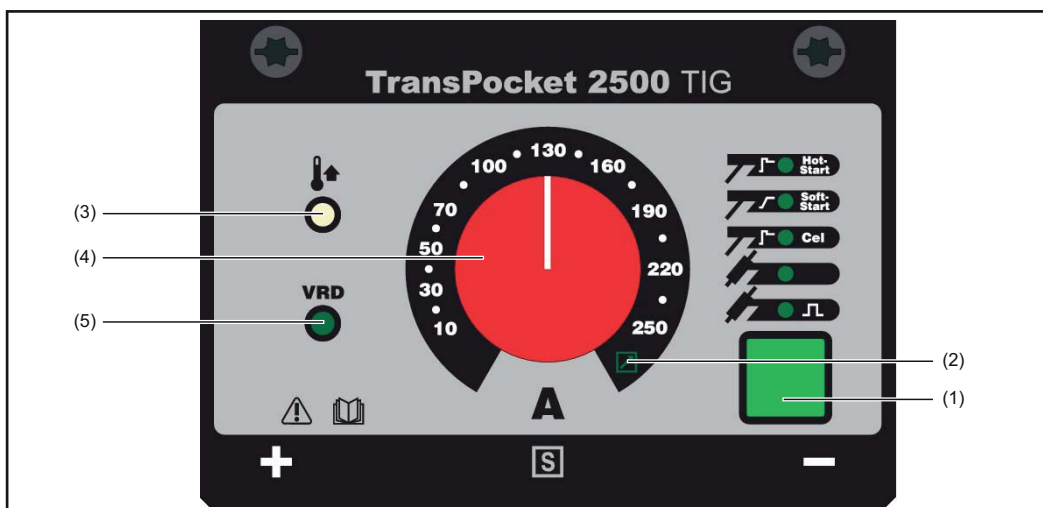 TransPocket 2500 TIG
10
30
50
70
100
130
160
190
220
250
A
VRD
Hot-
Start
Soft-
Start
Cel
(3)
(4)
(5)
(2)
(1)
+
S
−